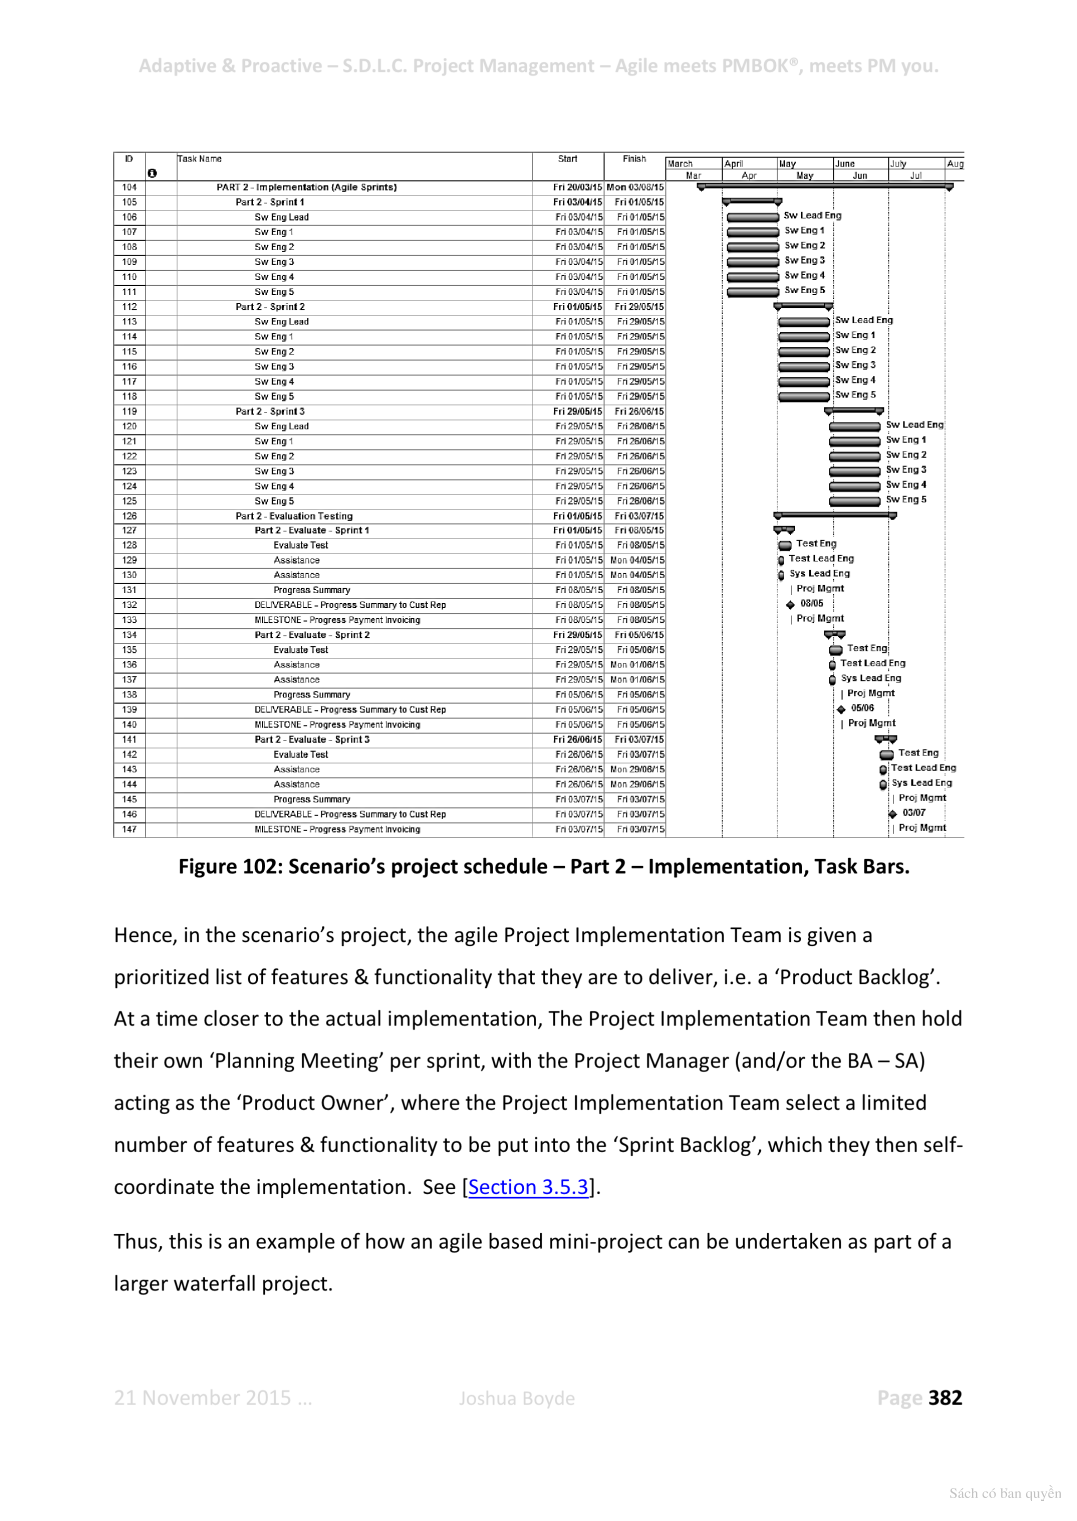 Adaptive & Proactive – S.D.L.C. Project Management – Agile meets PMBOK®, meets PM you.
ID Task Name Start Finish March April May June July Aug
Mar Apr May Jun Jul
104 PART 2 - Implementation (Agile Sprints) Fri 20/03/15 Mon 03/08/15
105 Part 2 - Sprint 1 Fri 03/04/15 Fri 01/05/15
106 Sw Eng Lead Fri 03/04/15 Fri 01/05/15 Sw Lead Eng
107 Sw Eng 1 Fri 03/04/15 Fri 01/05/15 Sw Eng 1
108 Sw Eng 2 Fri 03/04/15 Fri 01/05/15 Sw Eng 2
109 Sw Eng 3 Fri 03/04/15 Fri 01/05/15 Sw Eng 3
110 Sw Eng 4 Fri 03/04/15 Fri 01/05/15 Sw Eng 4
111 Sw Eng 5 Fri 03/04/15 Fri 01/05/15 Sw Eng 5
112 Part 2 - Sprint 2 Fri 01/05/15 Fri 29/05/15
113 Sw Eng Lead Fri 01/05/15 Fri 29/05/15 Sw Lead Eng
114 Sw Eng 1 Fri 01/05/15 Fri 29/05/15 Sw Eng 1
115 Sw Eng 2 Fri 01/05/15 Fri 29/05/15 Sw Eng 2
116 Sw Eng 3 Fri 01/05/15 Fri 29/05/15 Sw Eng 3
117 Sw Eng 4 Fri 01/05/15 Fri 29/05/15 Sw Eng 4
118 Sw Eng 5 Fri 01/05/15 Fri 29/05/15 Sw Eng 5
119 Part 2 - Sprint 3 Fri 29/05/15 Fri 26/06/15
120 Sw Eng Lead Fri 29/05/15 Fri 26/06/15 Sw Lead Eng
121 Sw Eng 1 Fri 29/05/15 Fri 26/06/15 Sw Eng 1
122 Sw Eng 2 Fri 29/05/15 Fri 26/06/15 Sw Eng 2
123 Sw Eng 3 Fri 29/05/15 Fri 26/06/15 Sw Eng 3
124 Sw Eng 4 Fri 29/05/15 Fri 26/06/15 Sw Eng 4
125 Sw Eng 5 Fri 29/05/15 Fri 26/06/15 Sw Eng 5
126 Part 2 - Evaluation Testing Fri 01/05/15 Fri 03/07/15
127 Part 2 - Evaluate - Sprint 1 Fri 01/05/15 Fri 08/05/15
128 Evaluate Test Fri 01/05/15 Fri 08/05/15 Test Eng
129 Assistance Fri 01/05/15 Mon 04/05/15 Test Lead Eng
130 Assistance Fri 01/05/15 Mon 04/05/15 Sys Lead Eng
131 Progress Summary Fri 08/05/15 Fri 08/05/15 Proj Mgmt
132 DELIVERABLE - Progress Summary to Cust Rep Fri 08/05/15 Fri 08/05/15 08/05
133 MILESTONE - Progress Payment Invoicing Fri 08/05/15 Fri 08/05/15 Proj Mgmt
134 Part 2 - Evaluate - Sprint 2 Fri 29/05/15 Fri 05/06/15
135 Evaluate Test Fri 29/05/15 Fri 05/06/15 Test Eng
136 Assistance Fri 29/05/15 Mon 01/06/15 Test Lead Eng
137 Assistance Fri 29/05/15 Mon 01/06/15 Sys Lead Eng
138 Progress Summary Fri 05/06/15 Fri 05/06/15 Proj Mgmt
139 DELIVERABLE - Progress Summary to Cust Rep Fri 05/06/15 Fri 05/06/15 05/06
140 MILESTONE - Progress Payment Invoicing Fri 05/06/15 Fri 05/06/15 Proj Mgmt
141 Part 2 - Evaluate - Sprint 3 Fri 26/06/15 Fri 03/07/15
142 Evaluate Test Fri 26/06/15 Fri 03/07/15 Test Eng
143 Assistance Fri 26/06/15 Mon 29/06/15 Test Lead Eng
144 Assistance Fri 26/06/15 Mon 29/06/15 Sys Lead Eng
145 Progress Summary Fri 03/07/15 Fri 03/07/15 Proj Mgmt
146 DELIVERABLE - Progress Summary to Cust Rep Fri 03/07/15 Fri 03/07/15 03/07
147 MILESTONE - Progress Payment Invoicing Fri 03/07/15 Fri 03/07/15 Proj Mgmt
Figure 102: Scenario’s project schedule – Part 2 – Implementation, Task Bars.
Hence, in the scenario’s project, the agile Project Implementation Team is given a
prioritized list of features & functionality that they are to deliver, i.e. a ‘Product Backlog’.
At a time closer to the actual implementation, The Project Implementation Team then hold
their own ‘Planning Meeting’ per sprint, with the Project Manager (and/or the BA – SA)
acting as the ‘Product Owner’, where the Project Implementation Team select a limited
number of features & functionality to be put into the ‘Sprint Backlog’, which they then self-
coordinate the implementation. See [Section 3.5.3].
Thus, this is an example of how an agile based mini-project can be undertaken as part of a
larger waterfall project.
21 November 2015 ... Joshua Boyde Page 382
Sách có bản quyền